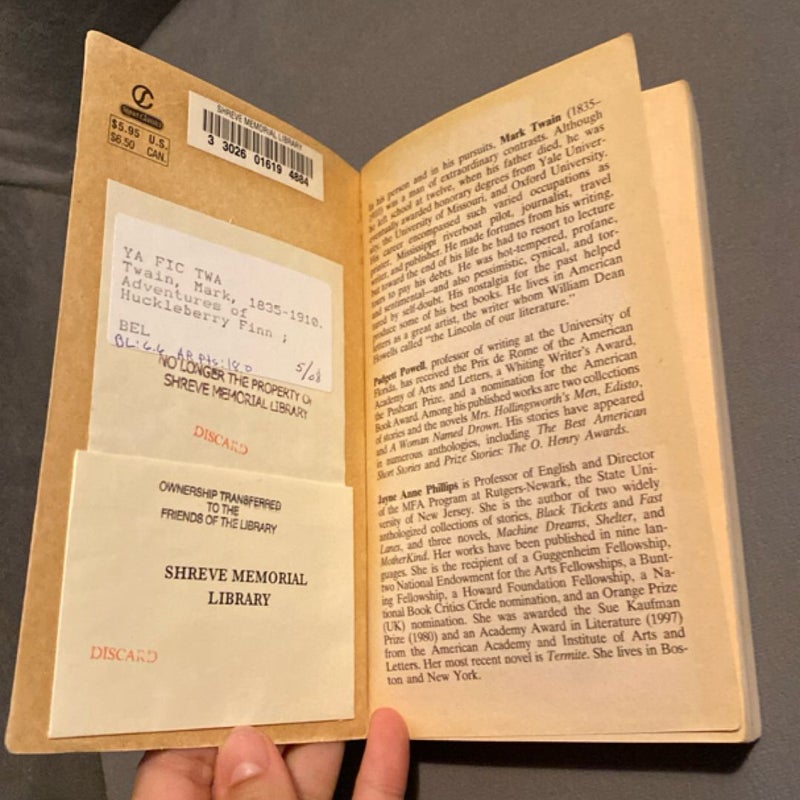 $5.95 U.S.
$6.50 CAN.
SHREVE MEMORIAL LIBRARY
3 3026 01619 4884
YA FIC TWA
Twain, Mark, 1835-1910.
Adventures of
Huckleberry Finn ;
BEL
BL: 6.6 AR Pts: 18.0
5/08
NO LONGER THE PROPERTY OF
SHREVE MEMORIAL LIBRARY
DISCARD
OWNERSHIP TRANSFERRED
TO THE
FRIENDS OF THE LIBRARY
SHREVE MEMORIAL
LIBRARY
DISCARD
In his person and in his pursuits, Mark Twain (1835–
1910) was a man of extraordinary contrasts. Although
he left school at twelve, when his father died, he was
eventually awarded honorary degrees from Yale Univer-
sity, the University of Missouri, and Oxford University.
His career encompassed such varied occupations as
printer, Mississippi riverboat pilot, journalist, travel
writer, and publisher. He made fortunes from his writing,
but toward the end of his life he had to resort to lecture
tours to pay his debts. He was hot-tempered, profane,
and sentimental—and also pessimistic, cynical, and tor-
tured by self-doubt. His nostalgia for the past helped
produce some of his best books. He lives in American
letters as a great artist, the writer whom William Dean
Howells called “the Lincoln of our literature.”
Padgett Powell, professor of writing at the University of
Florida, has received the Prix de Rome of the American
Academy of Arts and Letters, a Whiting Writer's Award,
the Pushcart Prize, and a nomination for the American
Book Award. Among his published works are two collections
of stories and the novels Mrs. Hollingsworth's Men, Edisto,
and A Woman Named Drown. His stories have appeared
in numerous anthologies, including The Best American
Short Stories and Prize Stories: The O. Henry Awards.
Jayne Anne Phillips is Professor of English and Director
of the MFA Program at Rutgers-Newark, the State Uni-
versity of New Jersey. She is the author of two widely
anthologized collections of stories, Black Tickets and Fast
Lanes, and three novels, Machine Dreams, Shelter, and
MotherKind. Her works have been published in nine lan-
guages. She is the recipient of a Guggenheim Fellowship,
two National Endowment for the Arts Fellowships, a Bunt-
ing Fellowship, a Howard Foundation Fellowship, a Na-
tional Book Critics Circle nomination, and an Orange Prize
(UK) nomination. She was awarded the Sue Kaufman
Prize (1980) and an Academy Award in Literature (1997)
from the American Academy and Institute of Arts and
Letters. Her most recent novel is Termite. She lives in Bos-
ton and New York.